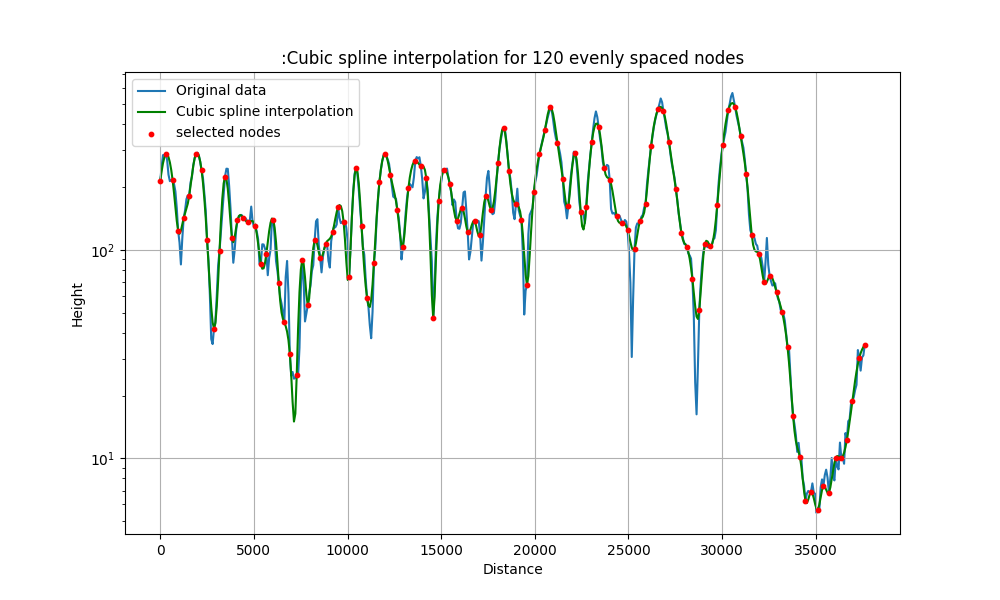 :Cubic spline interpolation for 120 evenly spaced nodes
Original data
Cubic spline interpolation
selected nodes
Height
10²
10¹
0 5000 10000 15000 20000 25000 30000 35000
Distance